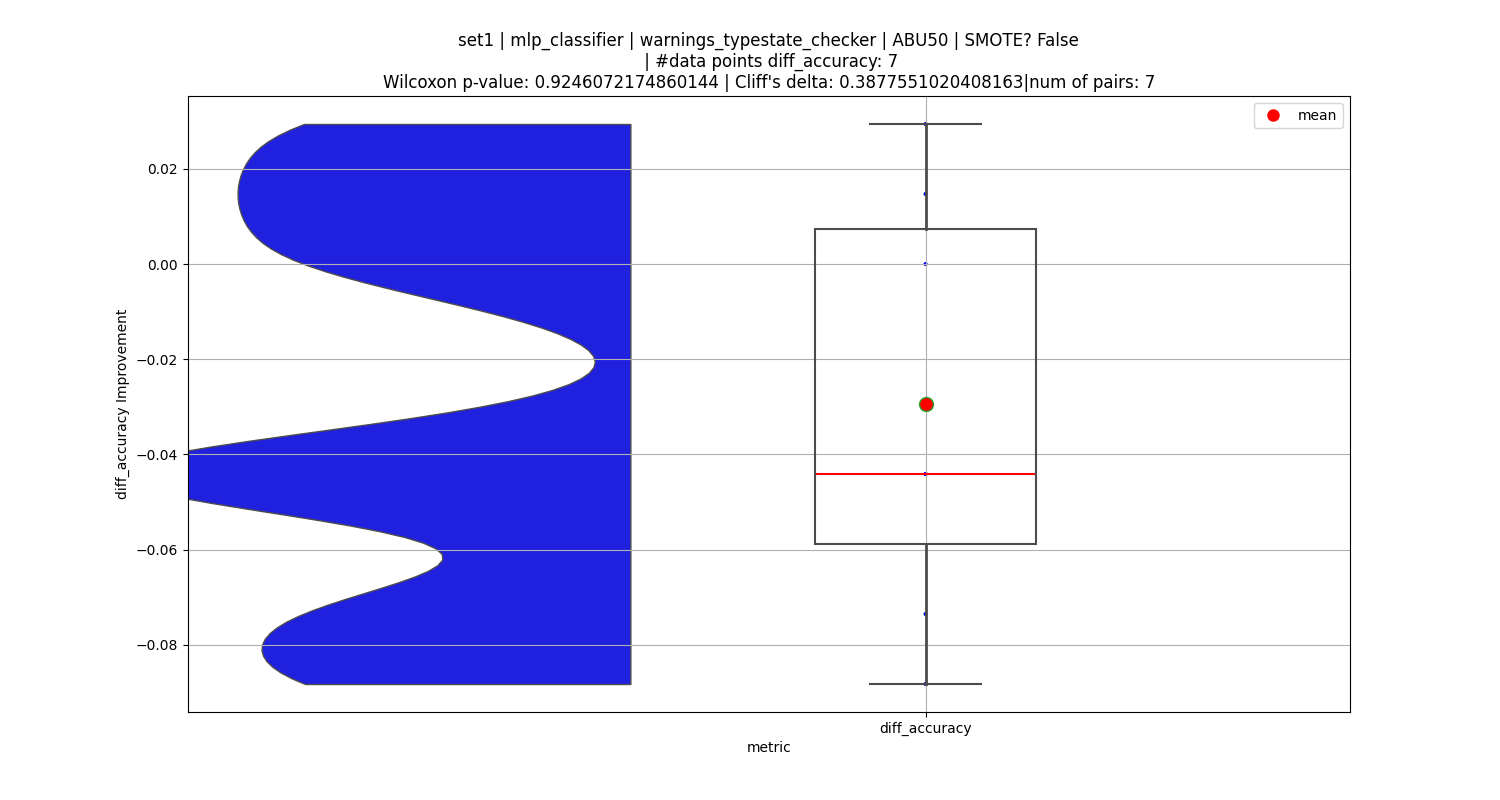 set1 | mlp_classifier | warnings_typestate_checker | ABU50 | SMOTE? False
| #data points diff_accuracy: 7
Wilcoxon p-value: 0.9246072174860144 | Cliff's delta: 0.3877551020408163|num of pairs: 7
mean
0.02
0.00
−0.02
−0.04
−0.06
−0.08
diff_accuracy Improvement
diff_accuracy
metric